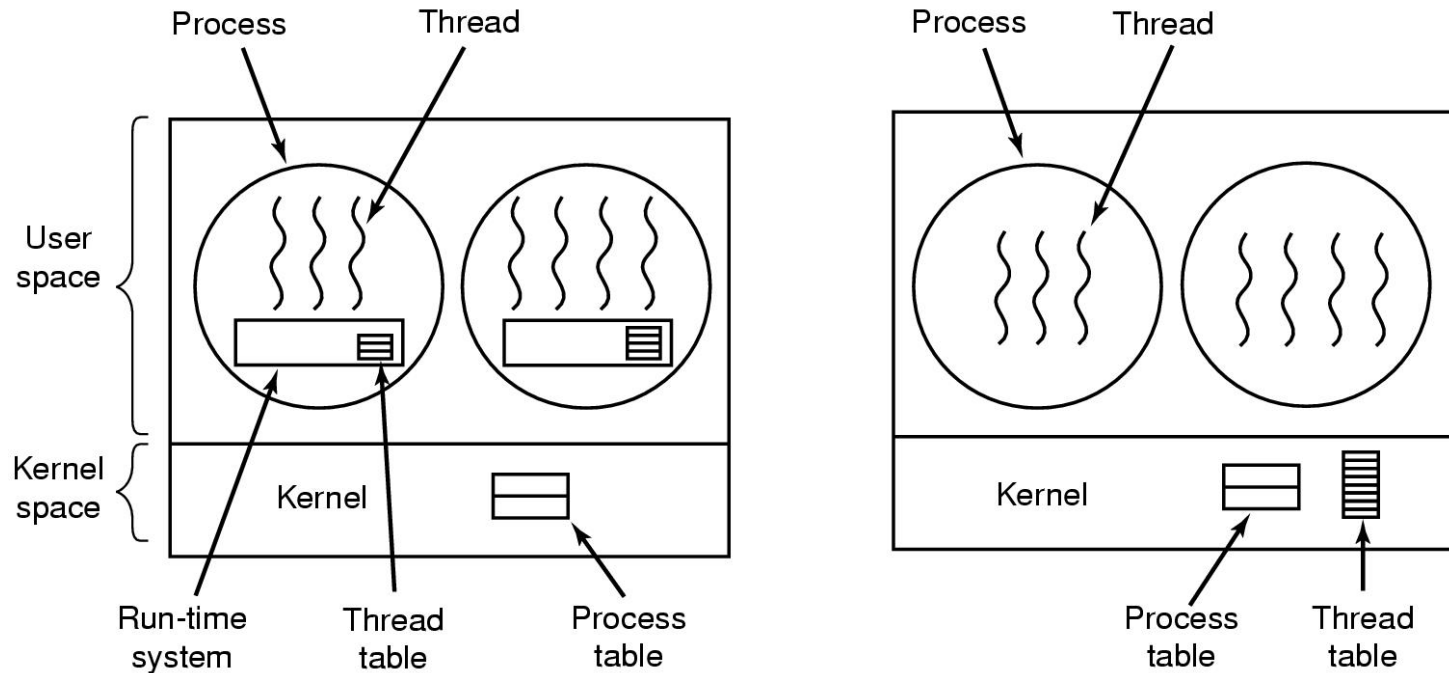 Process
Thread
User
space
Kernel
space
Kernel
Run-time
system
Thread
table
Process
table
Process
Thread
Kernel
Process
table
Thread
table